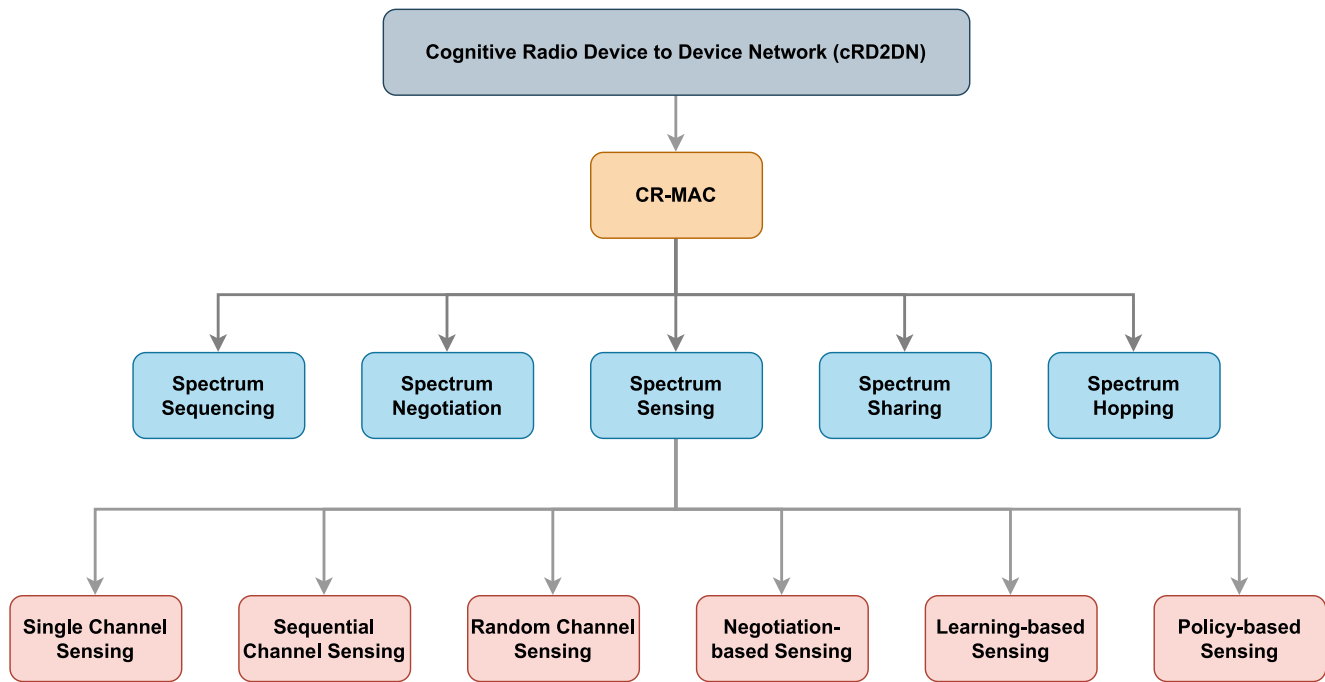 Cognitive Radio Device to Device Network (cRD2DN)
CR-MAC
Spectrum
Sequencing
Spectrum
Negotiation
Spectrum
Sensing
Spectrum
Sharing
Spectrum
Hopping
Single Channel
Sensing
Sequential
Channel Sensing
Random Channel
Sensing
Negotiation-
based Sensing
Learning-based
Sensing
Policy-based
Sensing